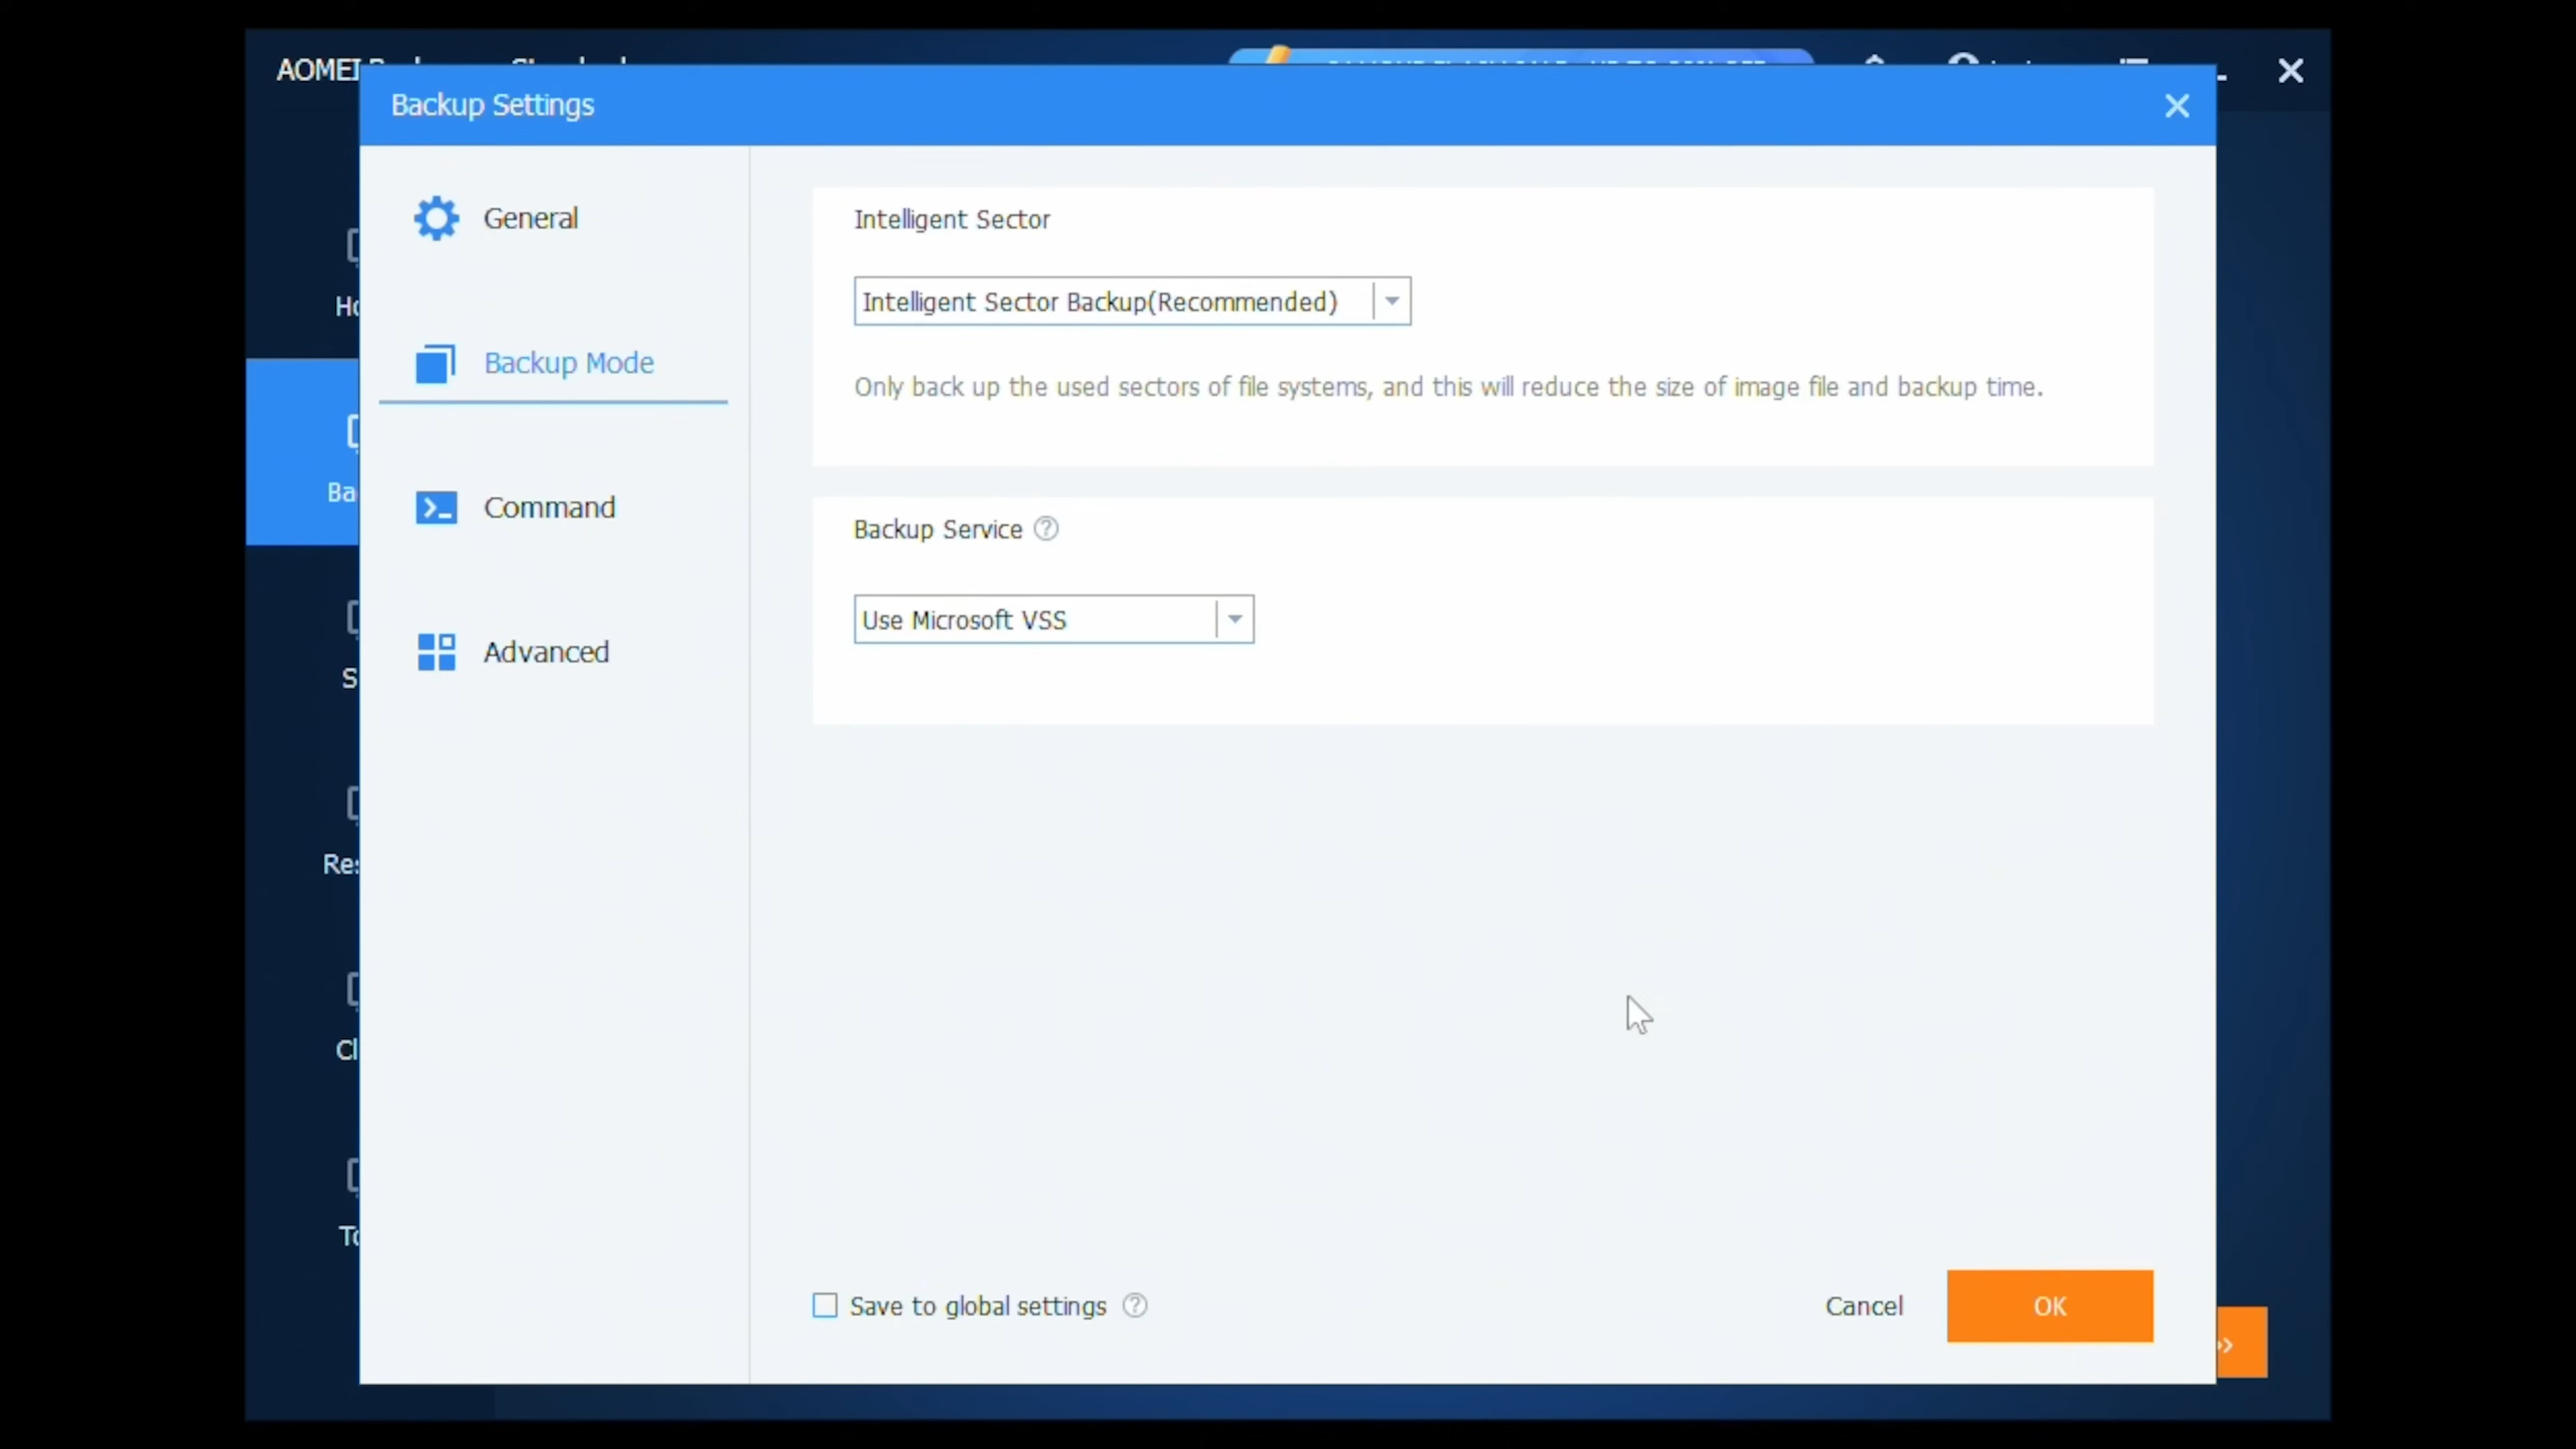 AOMEI
Backup Settings
General
Backup Mode
Command
Advanced
Intelligent Sector
Intelligent Sector Backup(Recommended)
Only back up the used sectors of file systems, and this will reduce the size of image file and backup time.
Backup Service
Use Microsoft VSS
Save to global settings
Cancel
OK